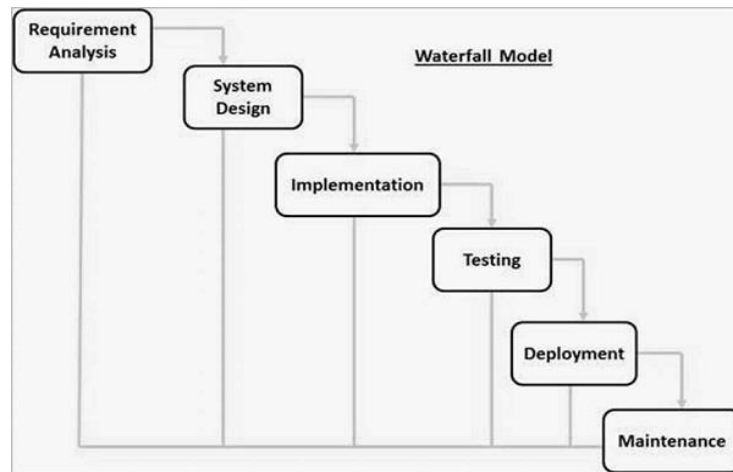 Requirement
Analysis
Waterfall Model
System
Design
Implementation
Testing
Deployment
Maintenance